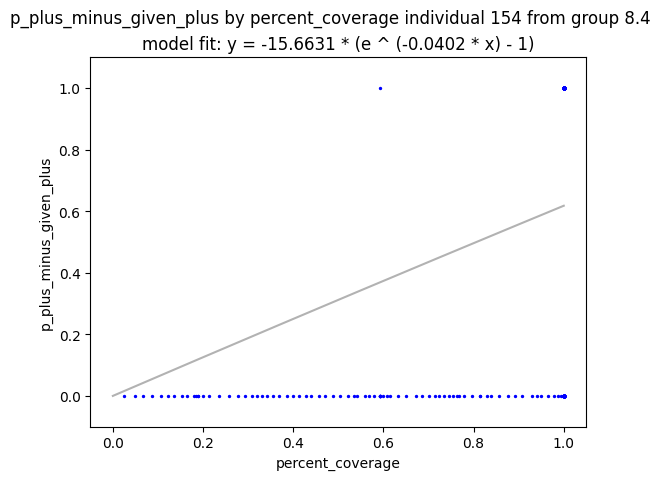 p_plus_minus_given_plus by percent_coverage individual 154 from group 8.4
model fit: y = -15.6631 * (e ^ (-0.0402 * x) - 1)
p_plus_minus_given_plus
1.0
0.8
0.6
0.4
0.2
0.0
0.0 0.2 0.4 0.6 0.8 1.0
percent_coverage